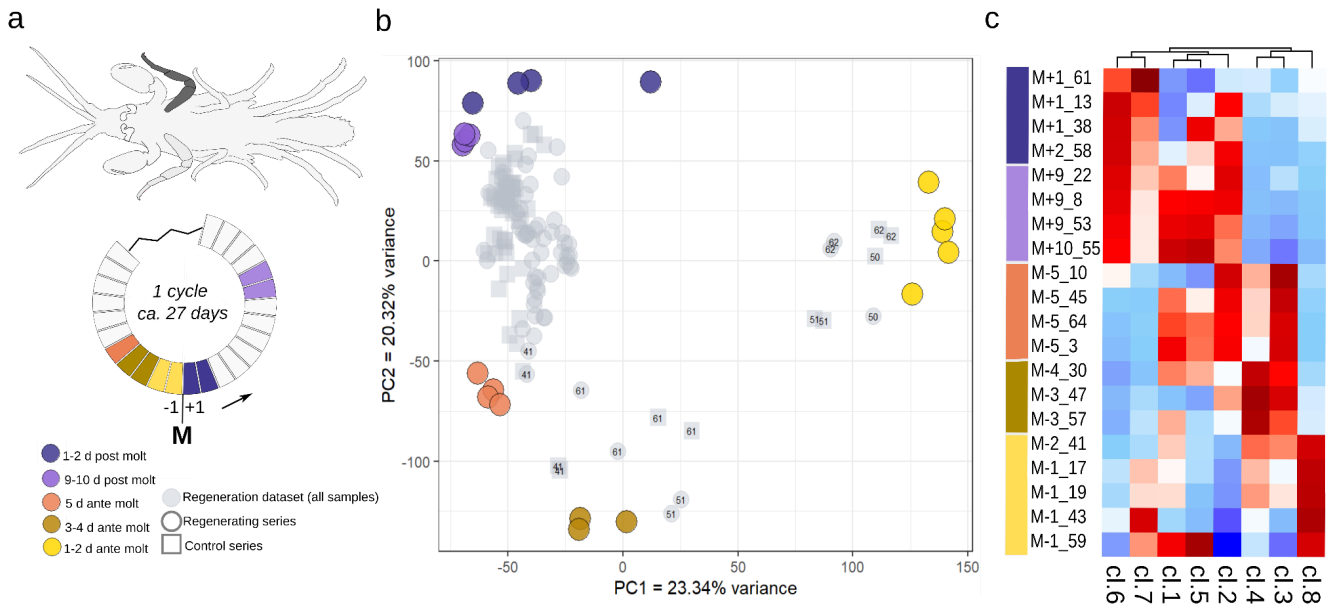 a
1 cycle
ca. 27 days
-1 +1
M
1-2 d post molt
9-10 d post molt
5 d ante molt
3-4 d ante molt
1-2 d ante molt
Regeneration dataset (all samples)
Regenerating series
Control series
b
PC2 = 20.32% variance
100
50
0
-50
-100
62
62
62
62
50
51
51
50
41
41
61
61
61
61
41
41
51
51
-50
0
50
100
150
PC1 = 23.34% variance
c
M+1_61
M+1_13
M+1_38
M+2_58
M+9_22
M+9_8
M+9_53
M+10_55
M-5_10
M-5_45
M-5_64
M-5_3
M-4_30
M-3_47
M-3_57
M-2_41
M-1_17
M-1_19
M-1_43
M-1_59
cl.6
cl.7
cl.1
cl.5
cl.2
cl.4
cl.3
cl.8